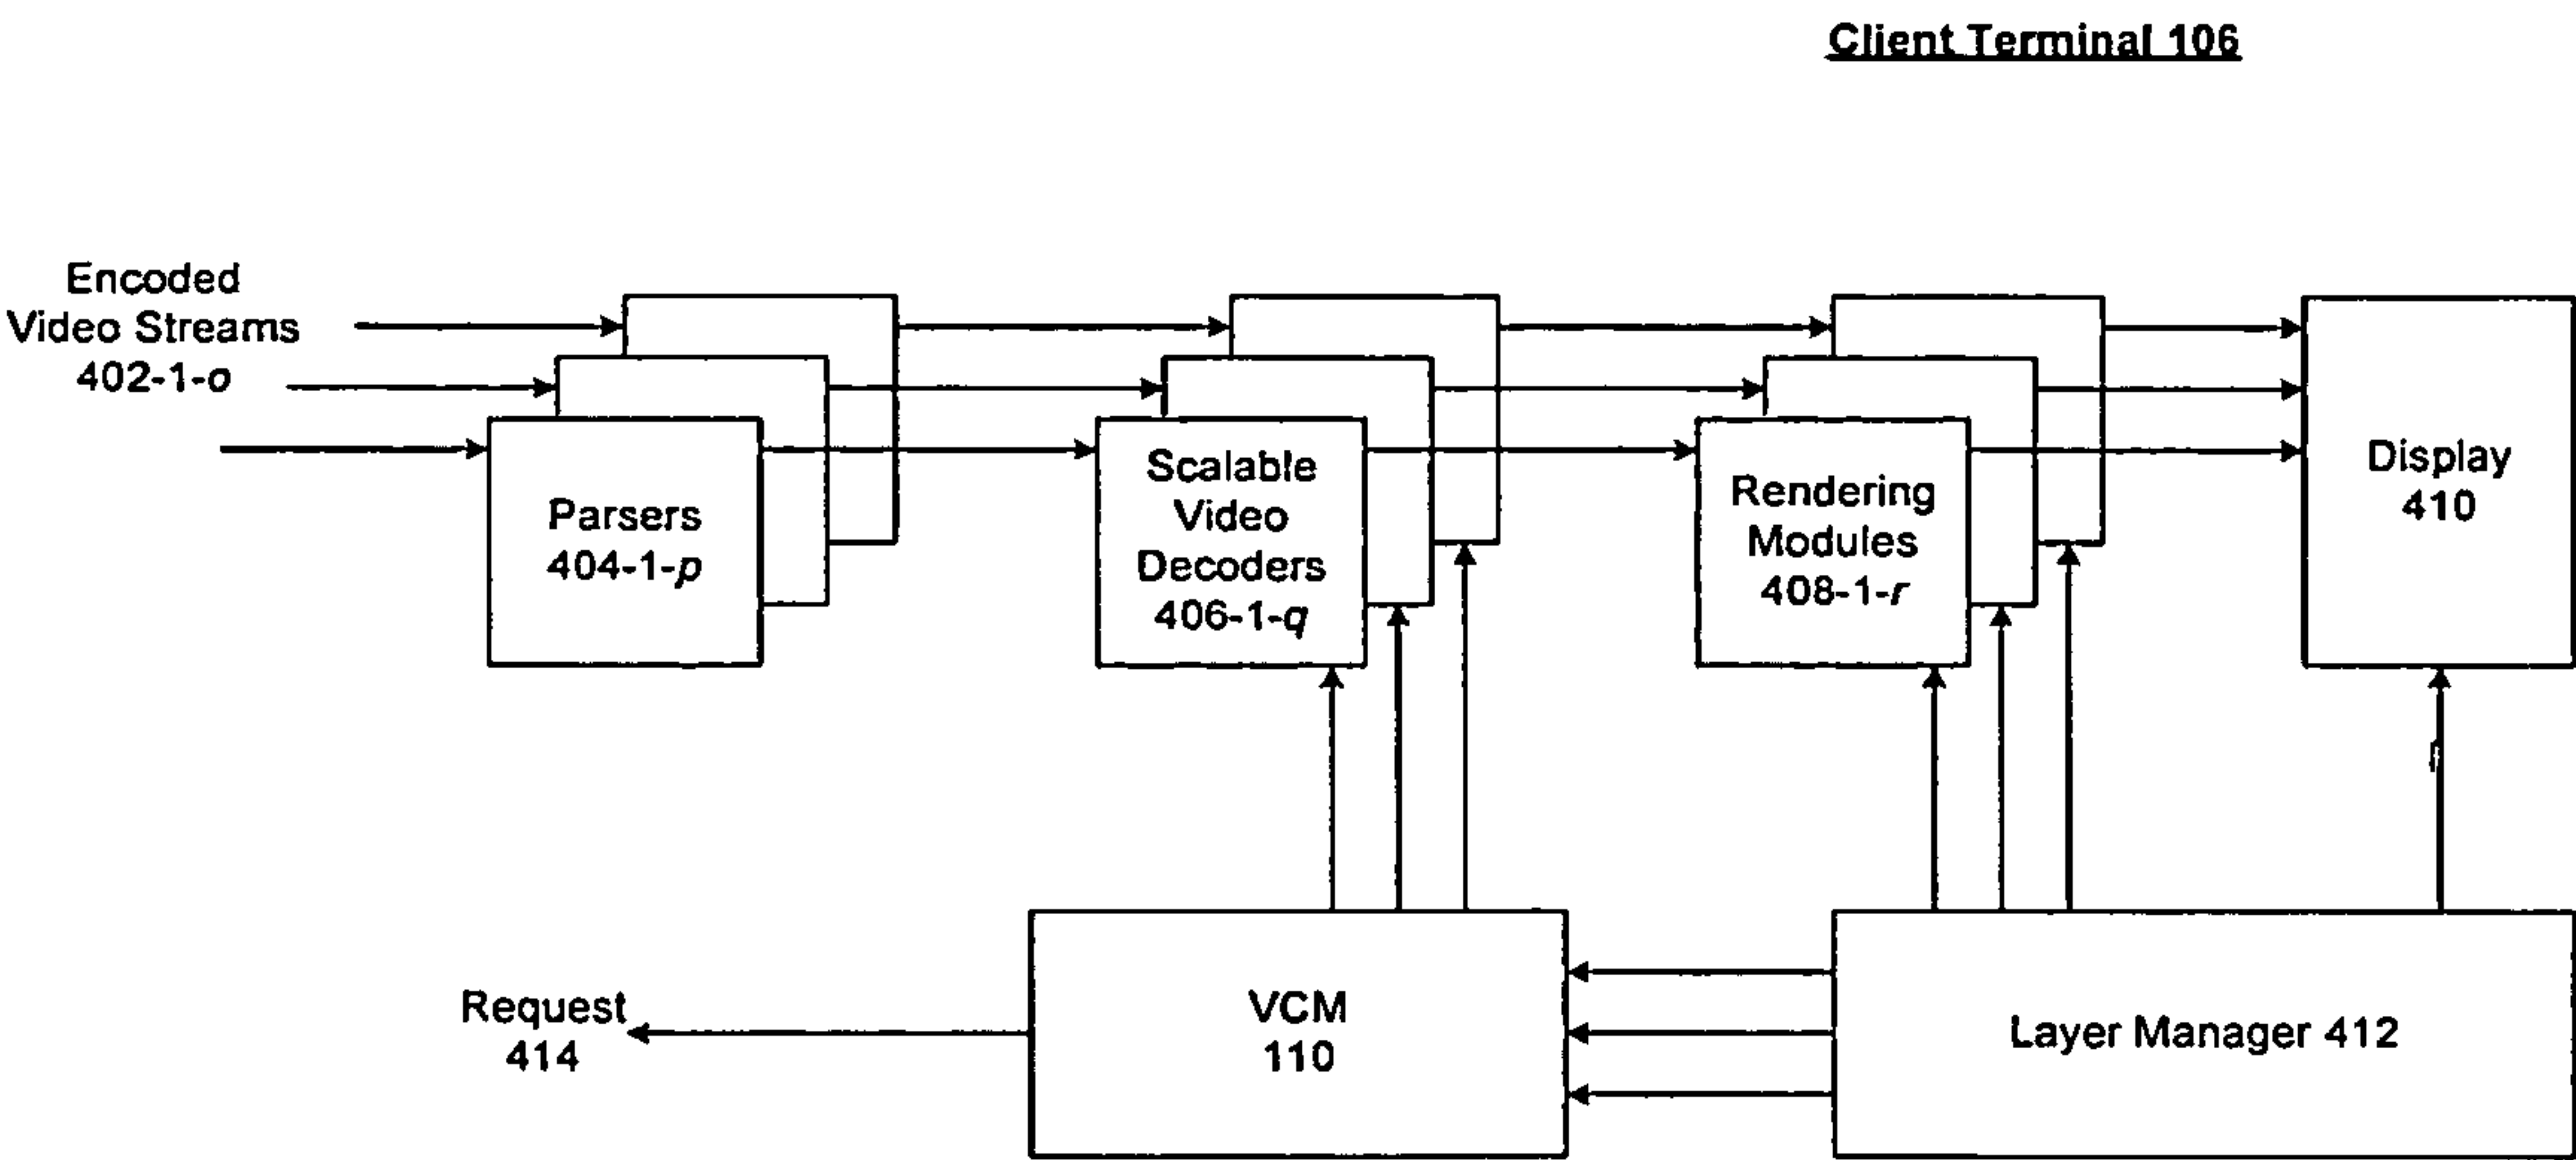 Client Terminal 106
Encoded
Video Streams
402-1-o
Parsers
404-1-p
Scalable
Video
Decoders
406-1-q
Rendering
Modules
408-1-r
Display
410
Request
414
VCM
110
Layer Manager 412